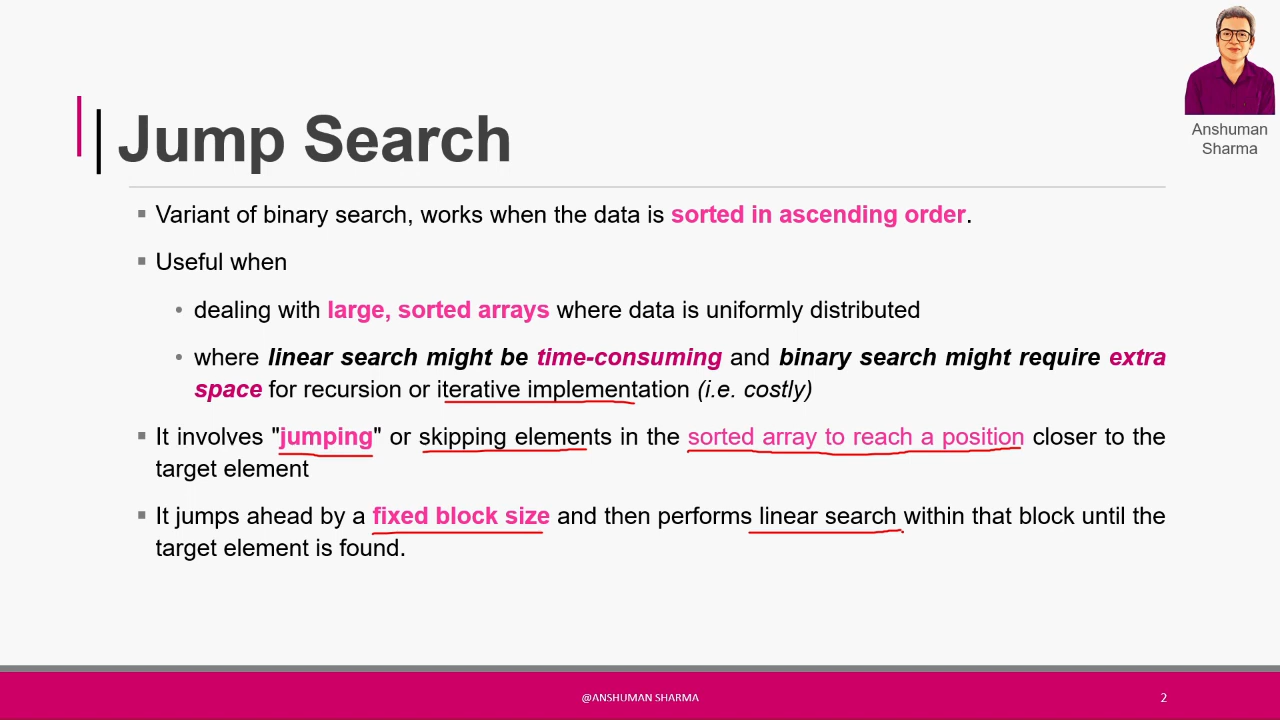 Anshuman
Sharma
Jump Search
▪ Variant of binary search, works when the data is sorted in ascending order.
▪ Useful when
• dealing with large, sorted arrays where data is uniformly distributed
• where linear search might be time-consuming and binary search might require extra
space for recursion or iterative implementation (i.e. costly)
▪ It involves "jumping" or skipping elements in the sorted array to reach a position closer to the
target element
▪ It jumps ahead by a fixed block size and then performs linear search within that block until the
target element is found.
@ANSHUMAN SHARMA
2